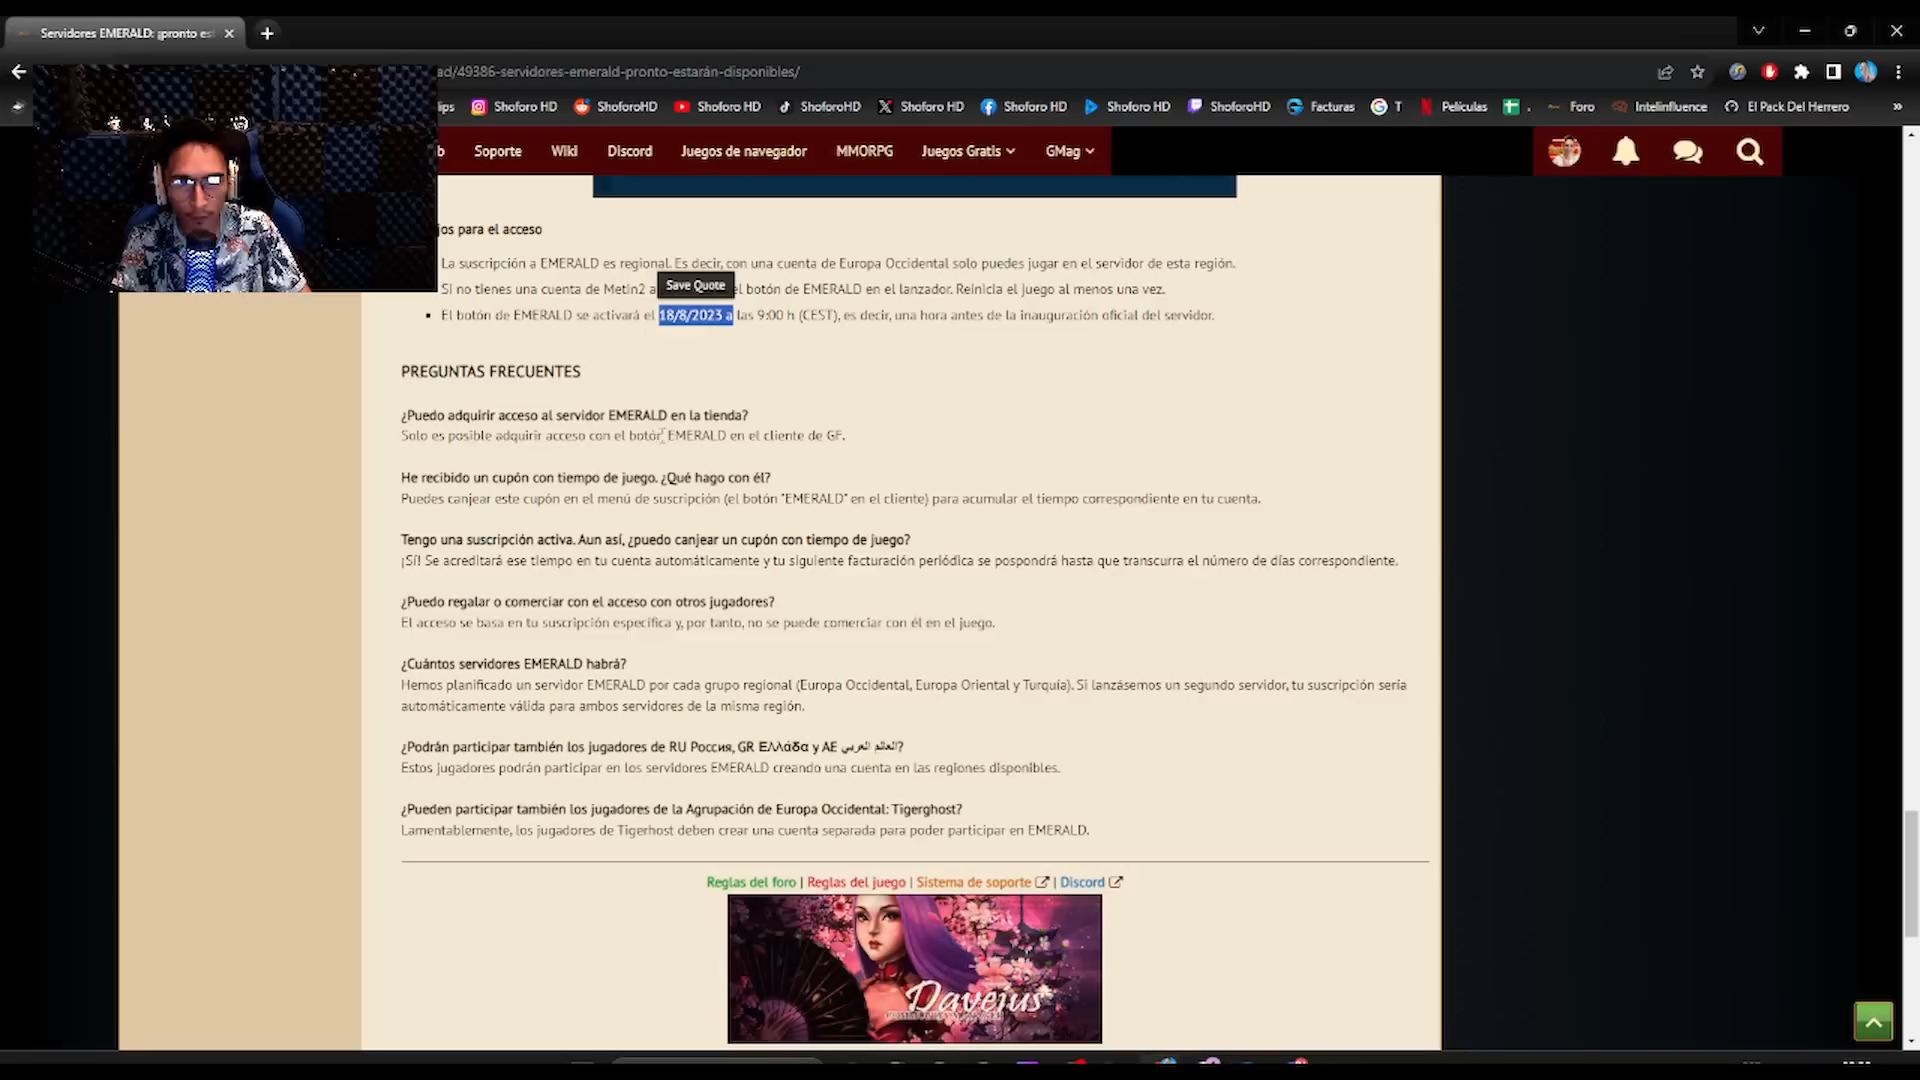 Servidores EMERALD: ¡pronto es
ad/49386-servidores-emerald-pronto-estarán-disponibles/
lips
Shoforo HD
ShoforoHD
Shoforo HD
ShoforoHD
Shoforo HD
Shoforo HD
Shoforo HD
ShoforoHD
Facturas
T
Películas
.
Foro
Intelinfluence
El Pack Del Herrero
»
b
Soporte
Wiki
Discord
Juegos de navegador
MMORPG
Juegos Gratis
GMag
jos para el acceso
La suscripción a EMERALD es regional. Es decir, con una cuenta de Europa Occidental solo puedes jugar en el servidor de esta región.
Save Quote
Si no tienes una cuenta de Metin2 a el botón de EMERALD en el lanzador. Reinicia el juego al menos una vez.
El botón de EMERALD se activará el 18/8/2023 a las 9:00 h (CEST), es decir, una hora antes de la inauguración oficial del servidor.
PREGUNTAS FRECUENTES
¿Puedo adquirir acceso al servidor EMERALD en la tienda?
Solo es posible adquirir acceso con el botón EMERALD en el cliente de GF.
He recibido un cupón con tiempo de juego. ¿Qué hago con él?
Puedes canjear este cupón en el menú de suscripción (el botón "EMERALD" en el cliente) para acumular el tiempo correspondiente en tu cuenta.
Tengo una suscripción activa. Aun así, ¿puedo canjear un cupón con tiempo de juego?
¡Sí! Se acreditará ese tiempo en tu cuenta automáticamente y tu siguiente facturación periódica se pospondrá hasta que transcurra el número de días correspondiente.
¿Puedo regalar o comerciar con el acceso con otros jugadores?
El acceso se basa en tu suscripción específica y, por tanto, no se puede comerciar con él en el juego.
¿Cuántos servidores EMERALD habrá?
Hemos planificado un servidor EMERALD por cada grupo regional (Europa Occidental, Europa Oriental y Turquía). Si lanzásemos un segundo servidor, tu suscripción sería
automáticamente válida para ambos servidores de la misma región.
¿Podrán participar también los jugadores de RU Россия, GR Ελλάδα y AE العالم العربي?
Estos jugadores podrán participar en los servidores EMERALD creando una cuenta en las regiones disponibles.
¿Pueden participar también los jugadores de la Agrupación de Europa Occidental: Tigerghost?
Lamentablemente, los jugadores de Tigerhost deben crear una cuenta separada para poder participar en EMERALD.
Reglas del foro | Reglas del juego | Sistema de soporte | Discord
Davejus